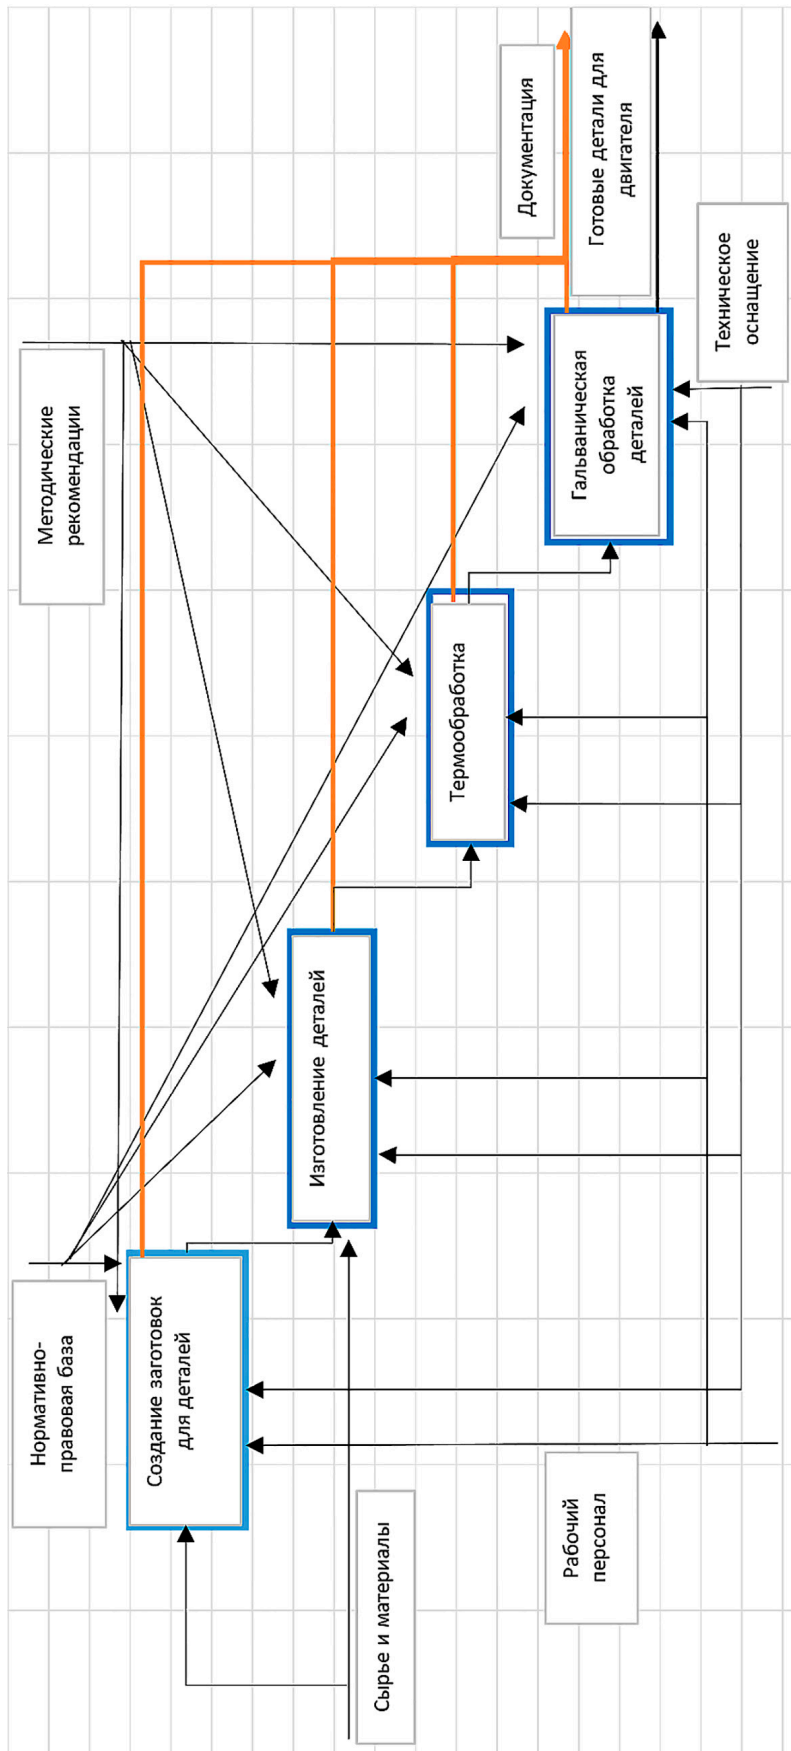 Нормативно-
правовая база
Методические
рекомендации
Создание заготовок
для деталей
Изготовление деталей
Термообработка
Гальваническая
обработка
деталей
Документация
Готовые детали для
двигателя
Сырье и материалы
Рабочий
персонал
Техническое
оснащение